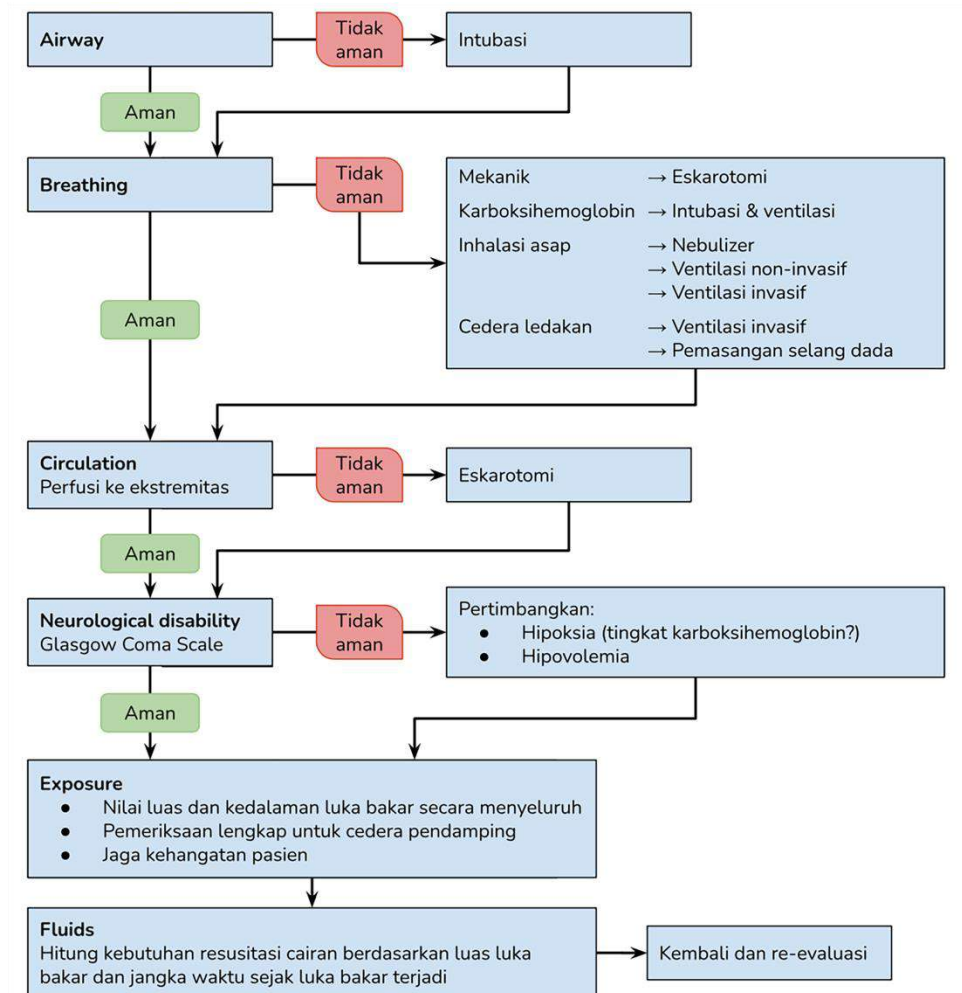 Airway
Tidak
aman
Intubasi
Aman
Breathing
Tidak
aman
Mekanik → Eskarotomi
Karboksihemoglobin → Intubasi & ventilasi
Inhalasi asap → Nebulizer
→ Ventilasi non-invasif
→ Ventilasi invasif
Cedera ledakan → Ventilasi invasif
→ Pemasangan selang dada
Aman
Circulation
Perfusi ke ekstremitas
Tidak
aman
Eskarotomi
Aman
Neurological disability
Glasgow Coma Scale
Tidak
aman
Pertimbangkan:
● Hipoksia (tingkat karboksihemoglobin?)
● Hipovolemia
Aman
Exposure
● Nilai luas dan kedalaman luka bakar secara menyeluruh
● Pemeriksaan lengkap untuk cedera pendamping
● Jaga kehangatan pasien
Fluids
Hitung kebutuhan resusitasi cairan berdasarkan luas luka
bakar dan jangka waktu sejak luka bakar terjadi
Kembali dan re-evaluasi